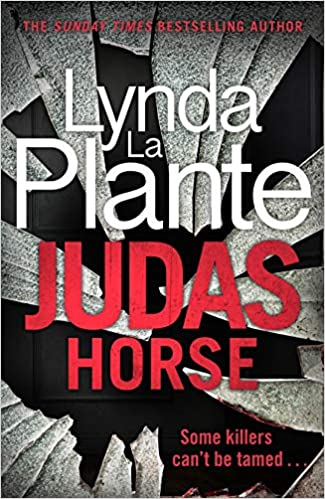 THE SUNDAY TIMES BESTSELLING AUTHOR
Lynda
La
Plante
JUDAS
HORSE
Some killers
can't be tamed . . .